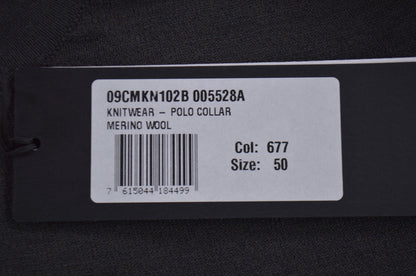 09CMKN102B 005528A
KNITWEAR - POLO COLLAR
MERINO WOOL
Col: 677
Size: 50
7 615044 184499